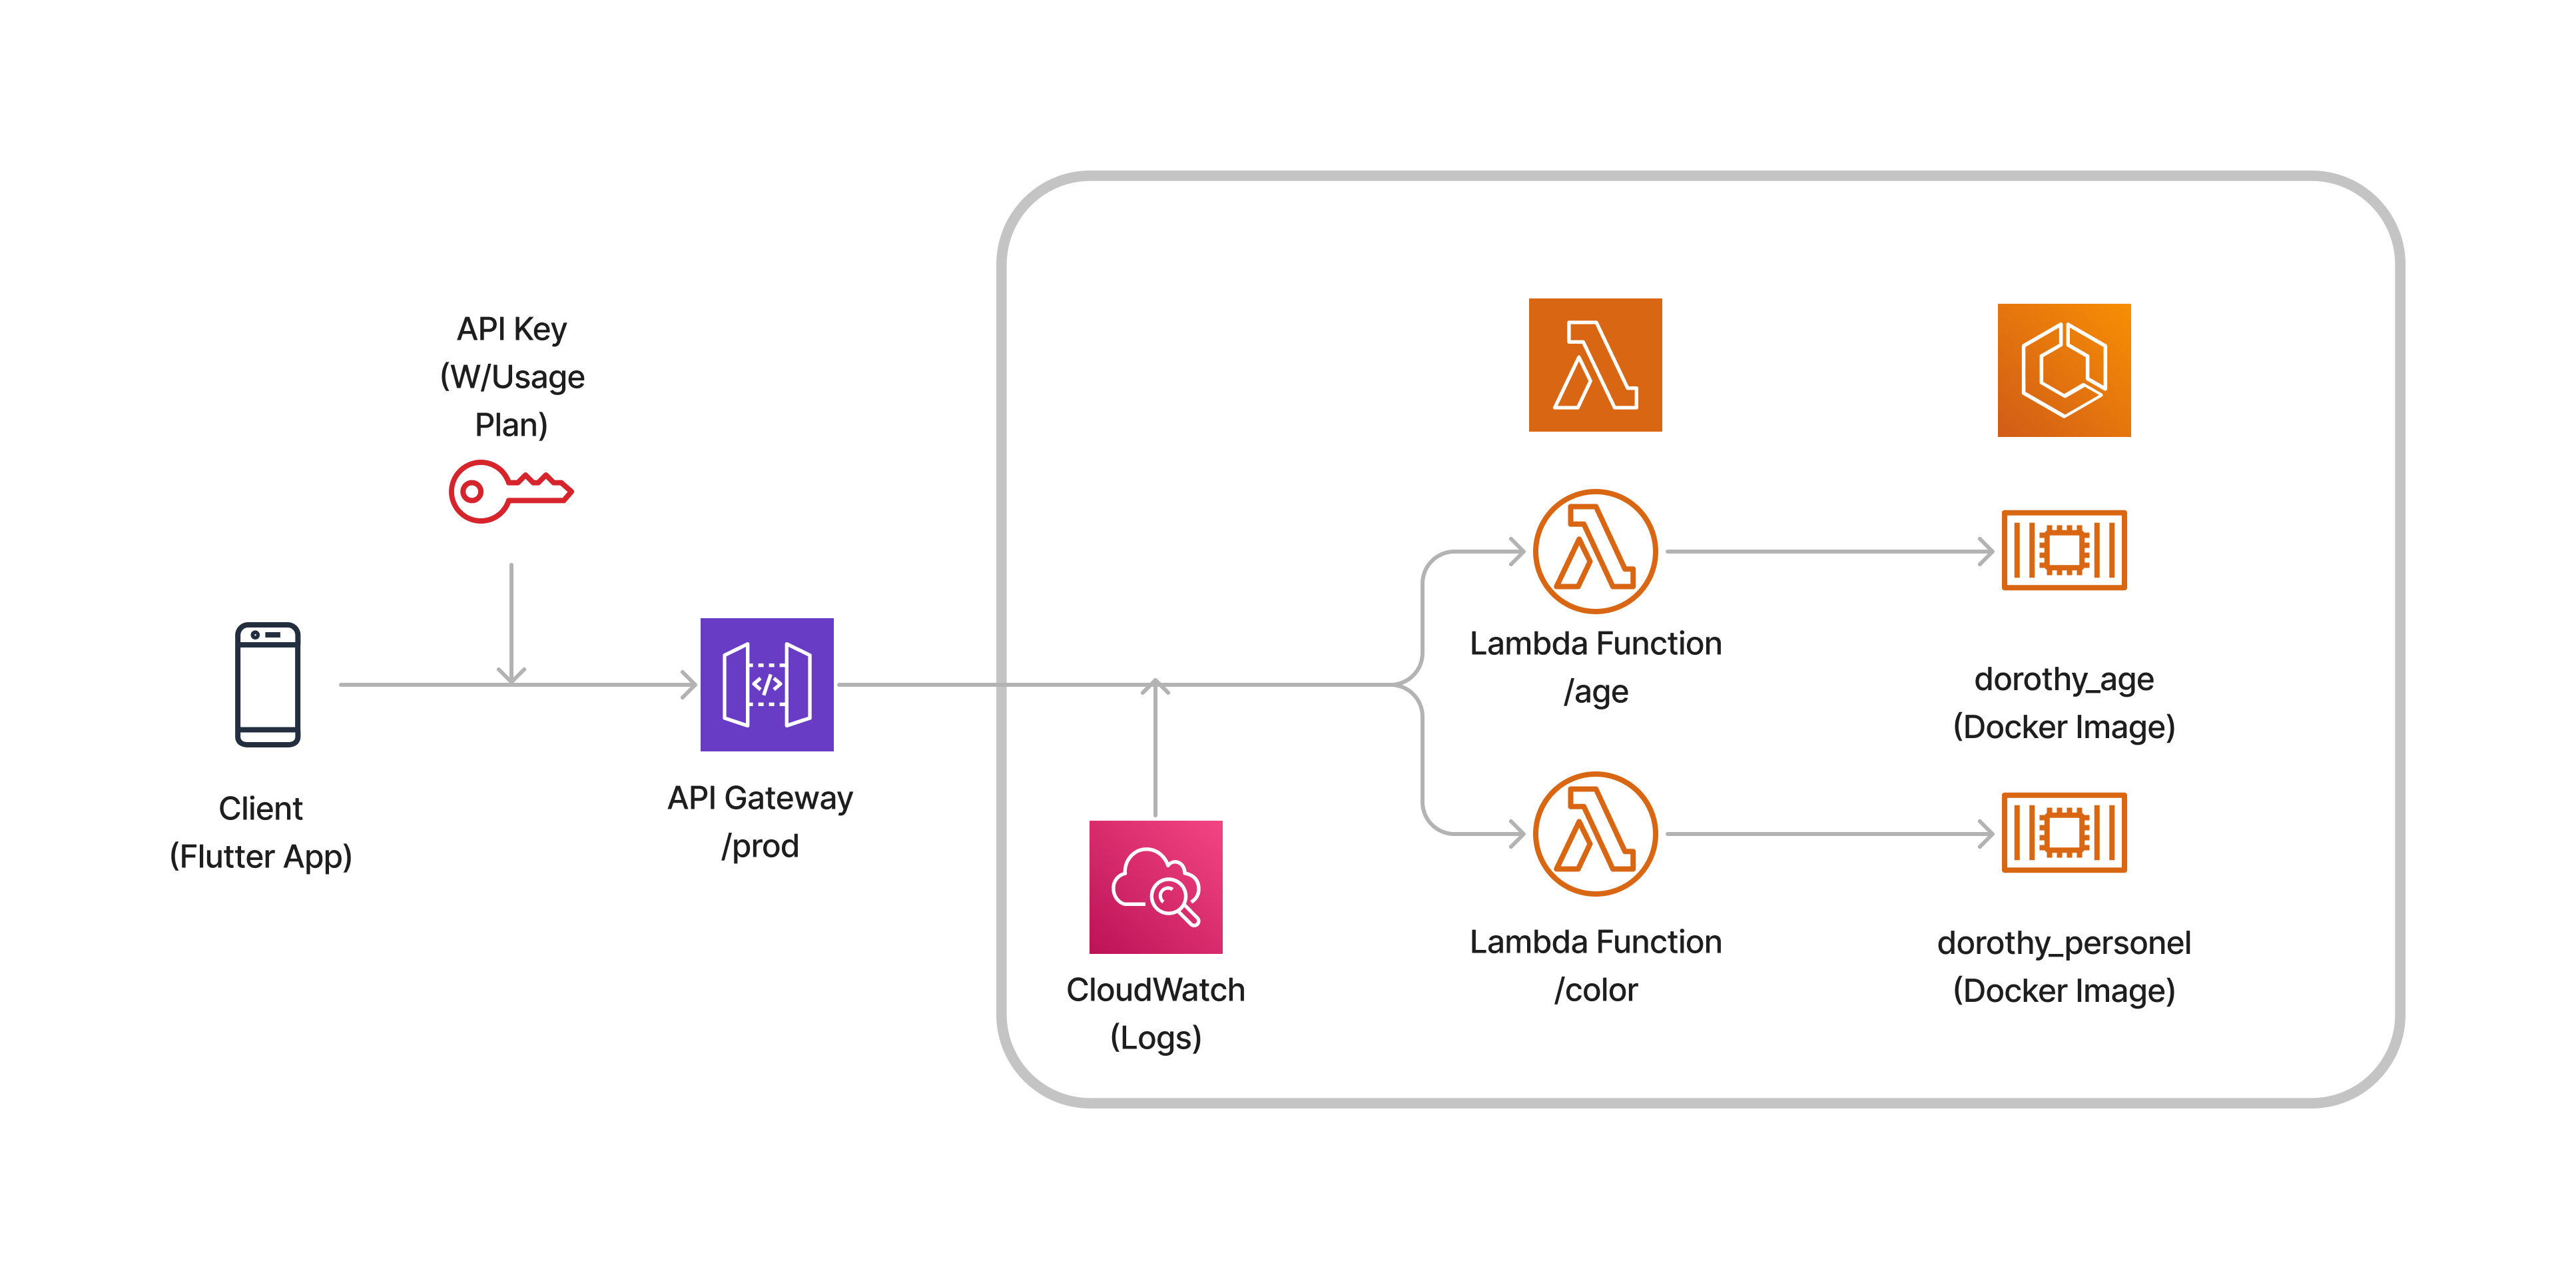 API Key
(W/Usage
Plan)
Client
(Flutter App)
API Gateway
/prod
CloudWatch
(Logs)
Lambda Function
/age
dorothy_age
(Docker Image)
Lambda Function
/color
dorothy_personel
(Docker Image)